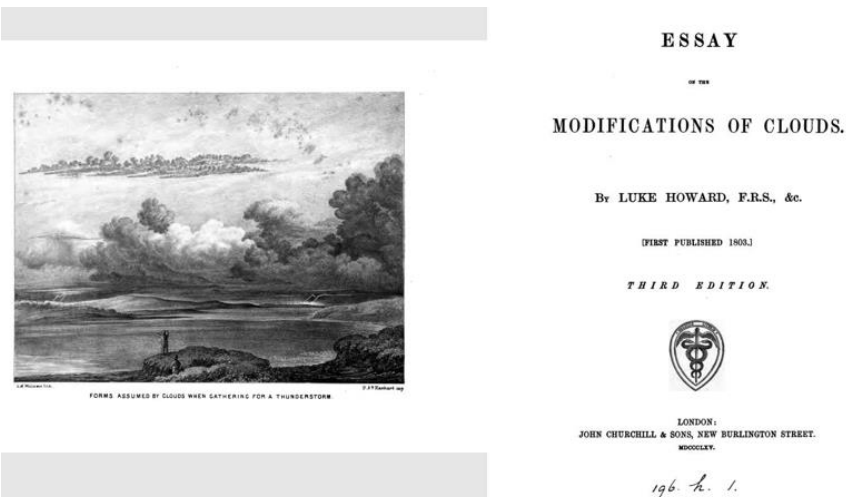 FORMS ASSUMED BY CLOUDS WHEN GATHERING FOR A THUNDERSTORM.
ESSAY
ON THE
MODIFICATIONS OF CLOUDS.
By LUKE HOWARD, F.R.S., &c.
[FIRST PUBLISHED 1803.]
THIRD EDITION.
LONDON:
JOHN CHURCHILL & SONS, NEW BURLINGTON STREET.
MDCCCLXV.
196. h. 1.